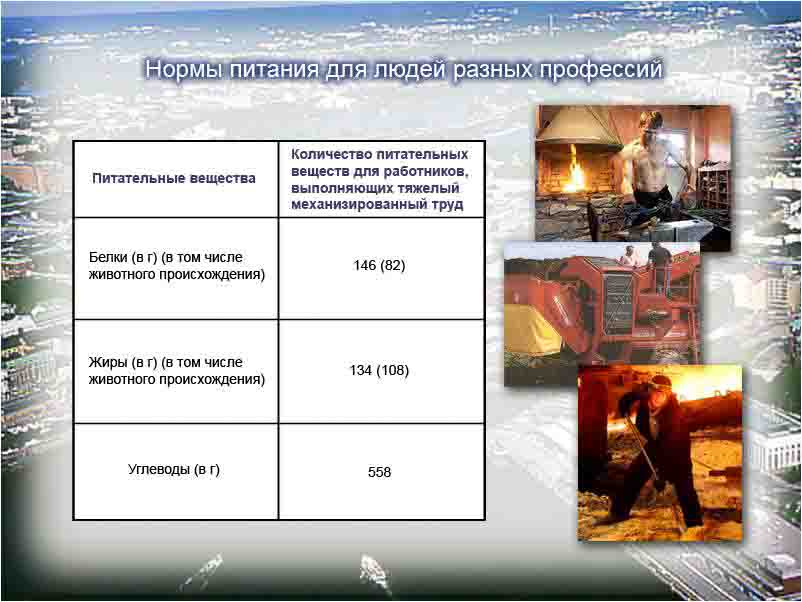 Нормы питания для людей разных профессий
Питательные вещества
Количество питательных
веществ для работников,
выполняющих тяжелый
механизированный труд
Белки (в г) (в том числе
животного происхождения)
146 (82)
Жиры (в г) (в том числе
животного происхождения)
134 (108)
Углеводы (в г)
558